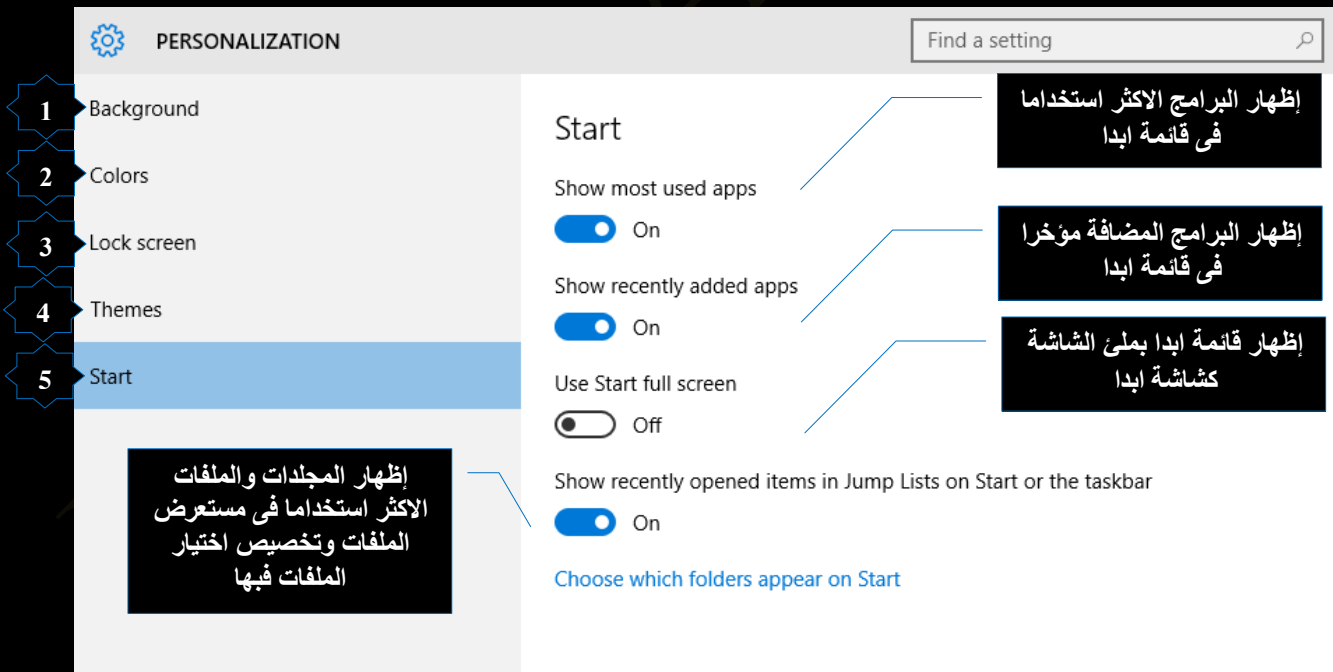 PERSONALIZATION
Find a setting
1
Background
2
Colors
3
Lock screen
4
Themes
5
Start
Start
Show most used apps
On
إظهار البرامج الاكثر استخداما
فى قائمة ابدا
Show recently added apps
On
إظهار البرامج المضافة مؤخرا
فى قائمة ابدا
Use Start full screen
Off
إظهار قائمة ابدا بملئ الشاشة
كشاشة ابدا
Show recently opened items in Jump Lists on Start or the taskbar
On
إظهار المجلدات والملفات
الاكثر استخداما فى مستعرض
الملفات وتخصيص اختيار
الملفات فبها
Choose which folders appear on Start